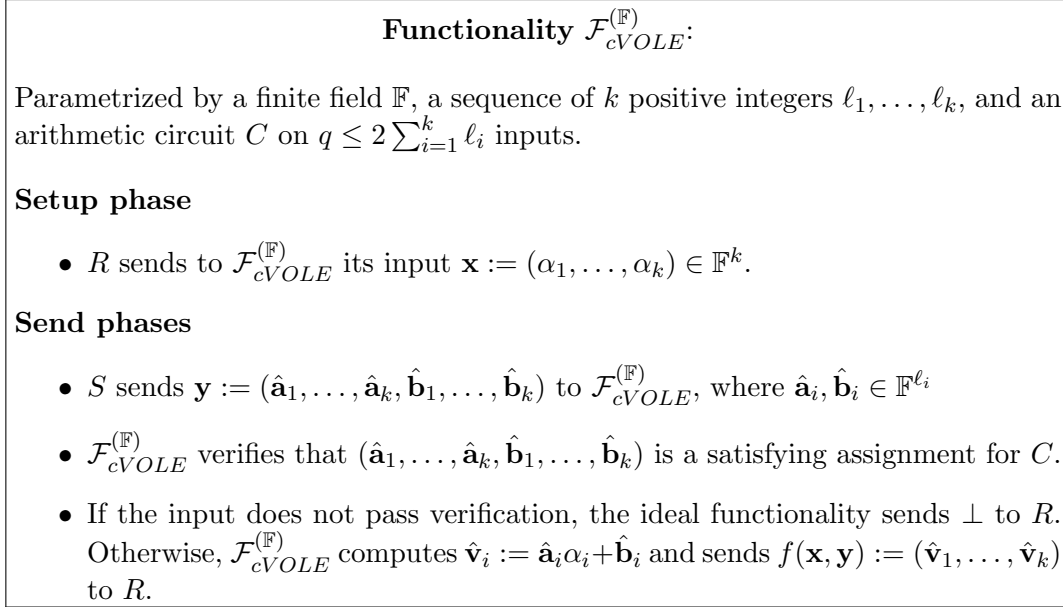 Functionality $\mathcal{F}_{cVOLE}^{(\mathbb{F})}$:
Parametrized by a finite field $\mathbb{F}$, a sequence of $k$ positive integers $\ell_1, \ldots, \ell_k$, and an
arithmetic circuit $C$ on $q \leq 2 \sum_{i=1}^{k} \ell_i$ inputs.
Setup phase
• $R$ sends to $\mathcal{F}_{cVOLE}^{(\mathbb{F})}$ its input $\mathbf{x} := (\alpha_1, \ldots, \alpha_k) \in \mathbb{F}^k$.
Send phases
• $S$ sends $\mathbf{y} := (\hat{\mathbf{a}}_1, \ldots, \hat{\mathbf{a}}_k, \hat{\mathbf{b}}_1, \ldots, \hat{\mathbf{b}}_k)$ to $\mathcal{F}_{cVOLE}^{(\mathbb{F})}$, where $\hat{\mathbf{a}}_i, \hat{\mathbf{b}}_i \in \mathbb{F}^{\ell_i}$
• $\mathcal{F}_{cVOLE}^{(\mathbb{F})}$ verifies that $(\hat{\mathbf{a}}_1, \ldots, \hat{\mathbf{a}}_k, \hat{\mathbf{b}}_1, \ldots, \hat{\mathbf{b}}_k)$ is a satisfying assignment for $C$.
• If the input does not pass verification, the ideal functionality sends $\bot$ to $R$.
Otherwise, $\mathcal{F}_{cVOLE}^{(\mathbb{F})}$ computes $\hat{\mathbf{v}}_i := \hat{\mathbf{a}}_i \alpha_i + \hat{\mathbf{b}}_i$ and sends $f(\mathbf{x}, \mathbf{y}) := (\hat{\mathbf{v}}_1, \ldots, \hat{\mathbf{v}}_k)$
to $R$.